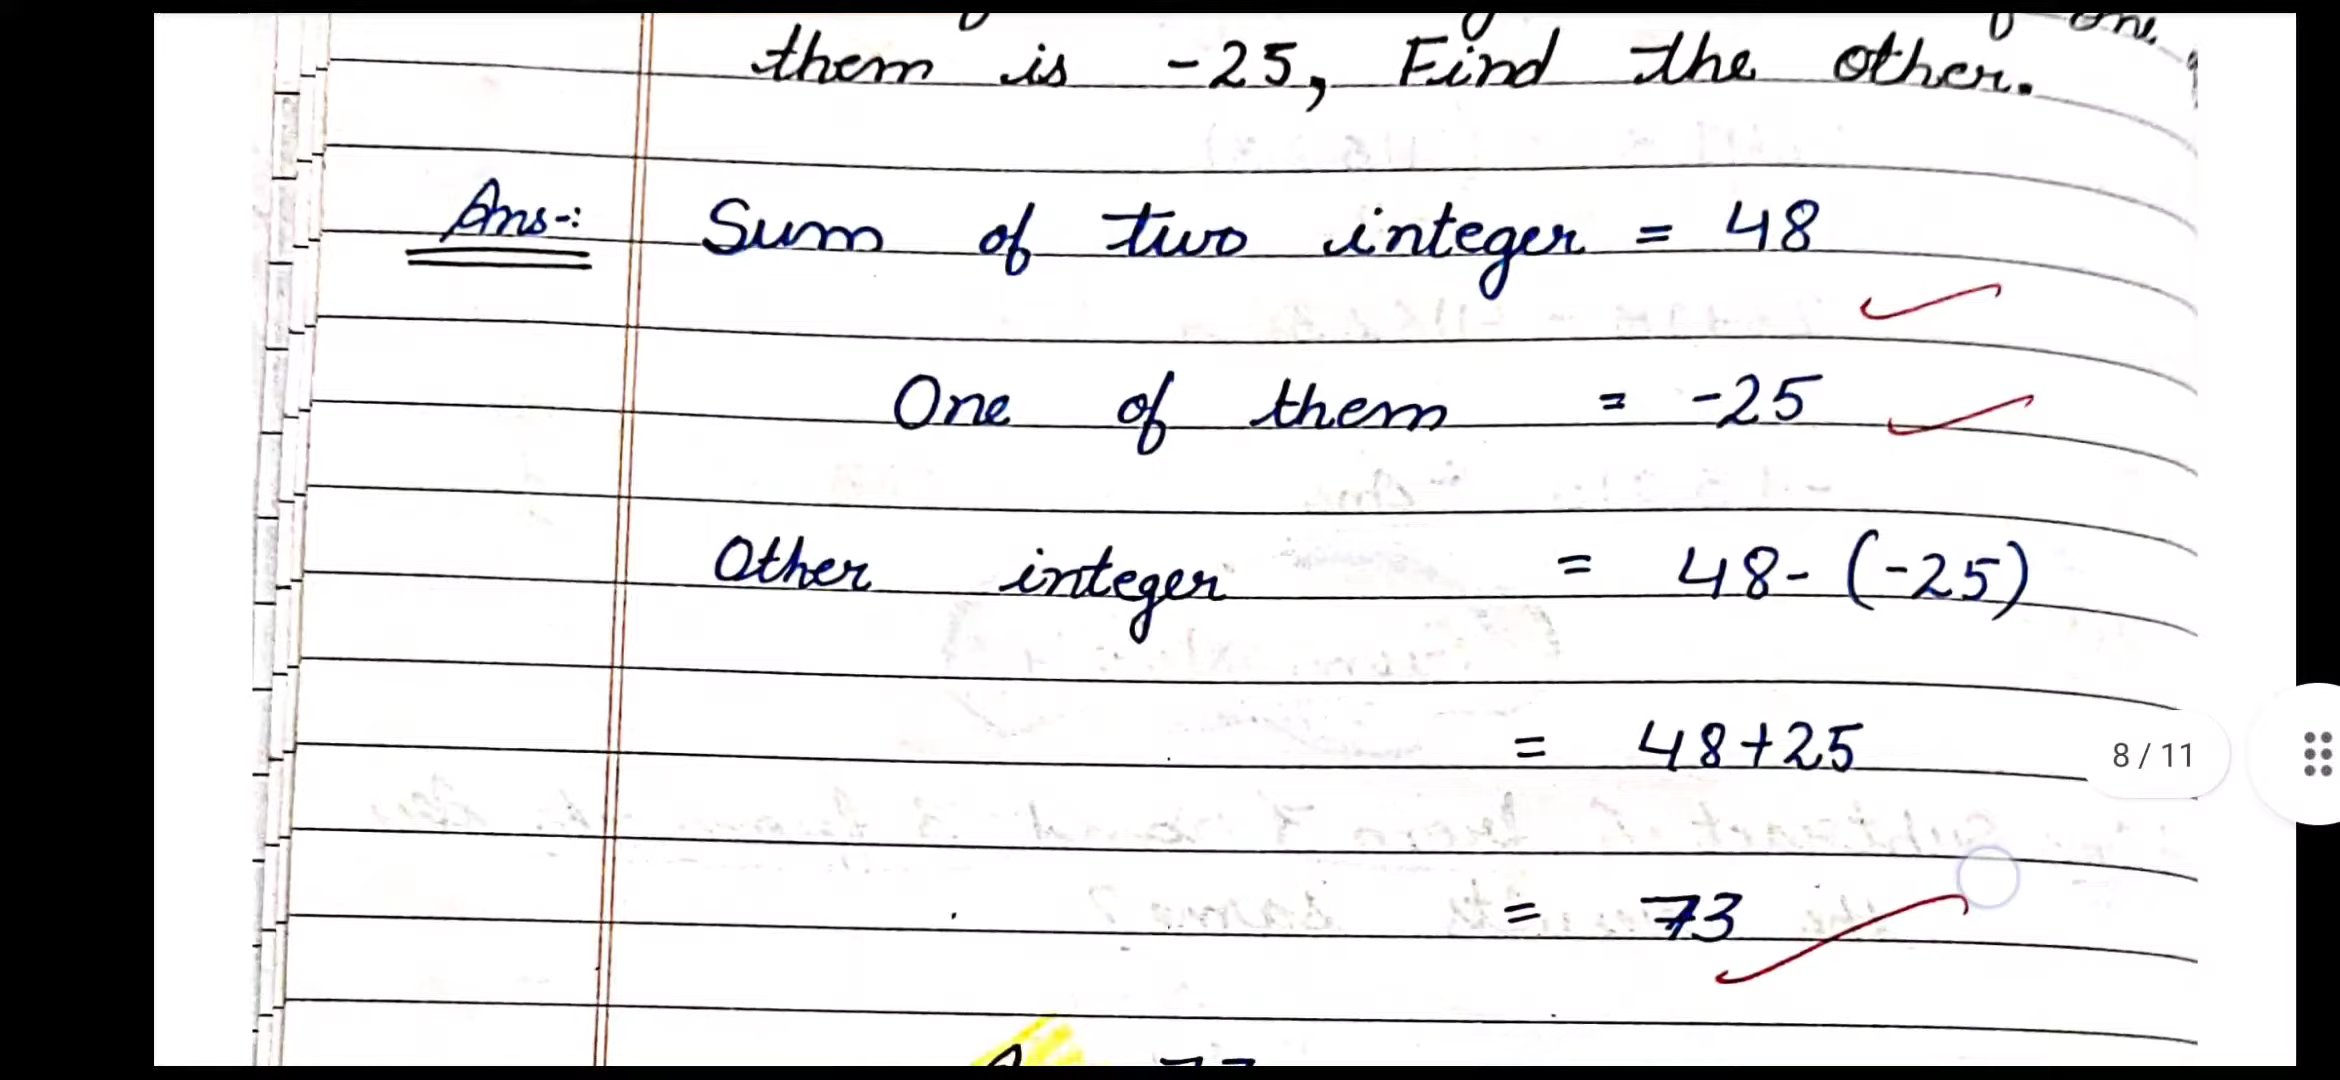 one
them is -25, Find the other.
Ans-: Sum of two integer = 48
One of them = -25
Other integer = 48- (-25)
= 48+25
8 / 11
= 73